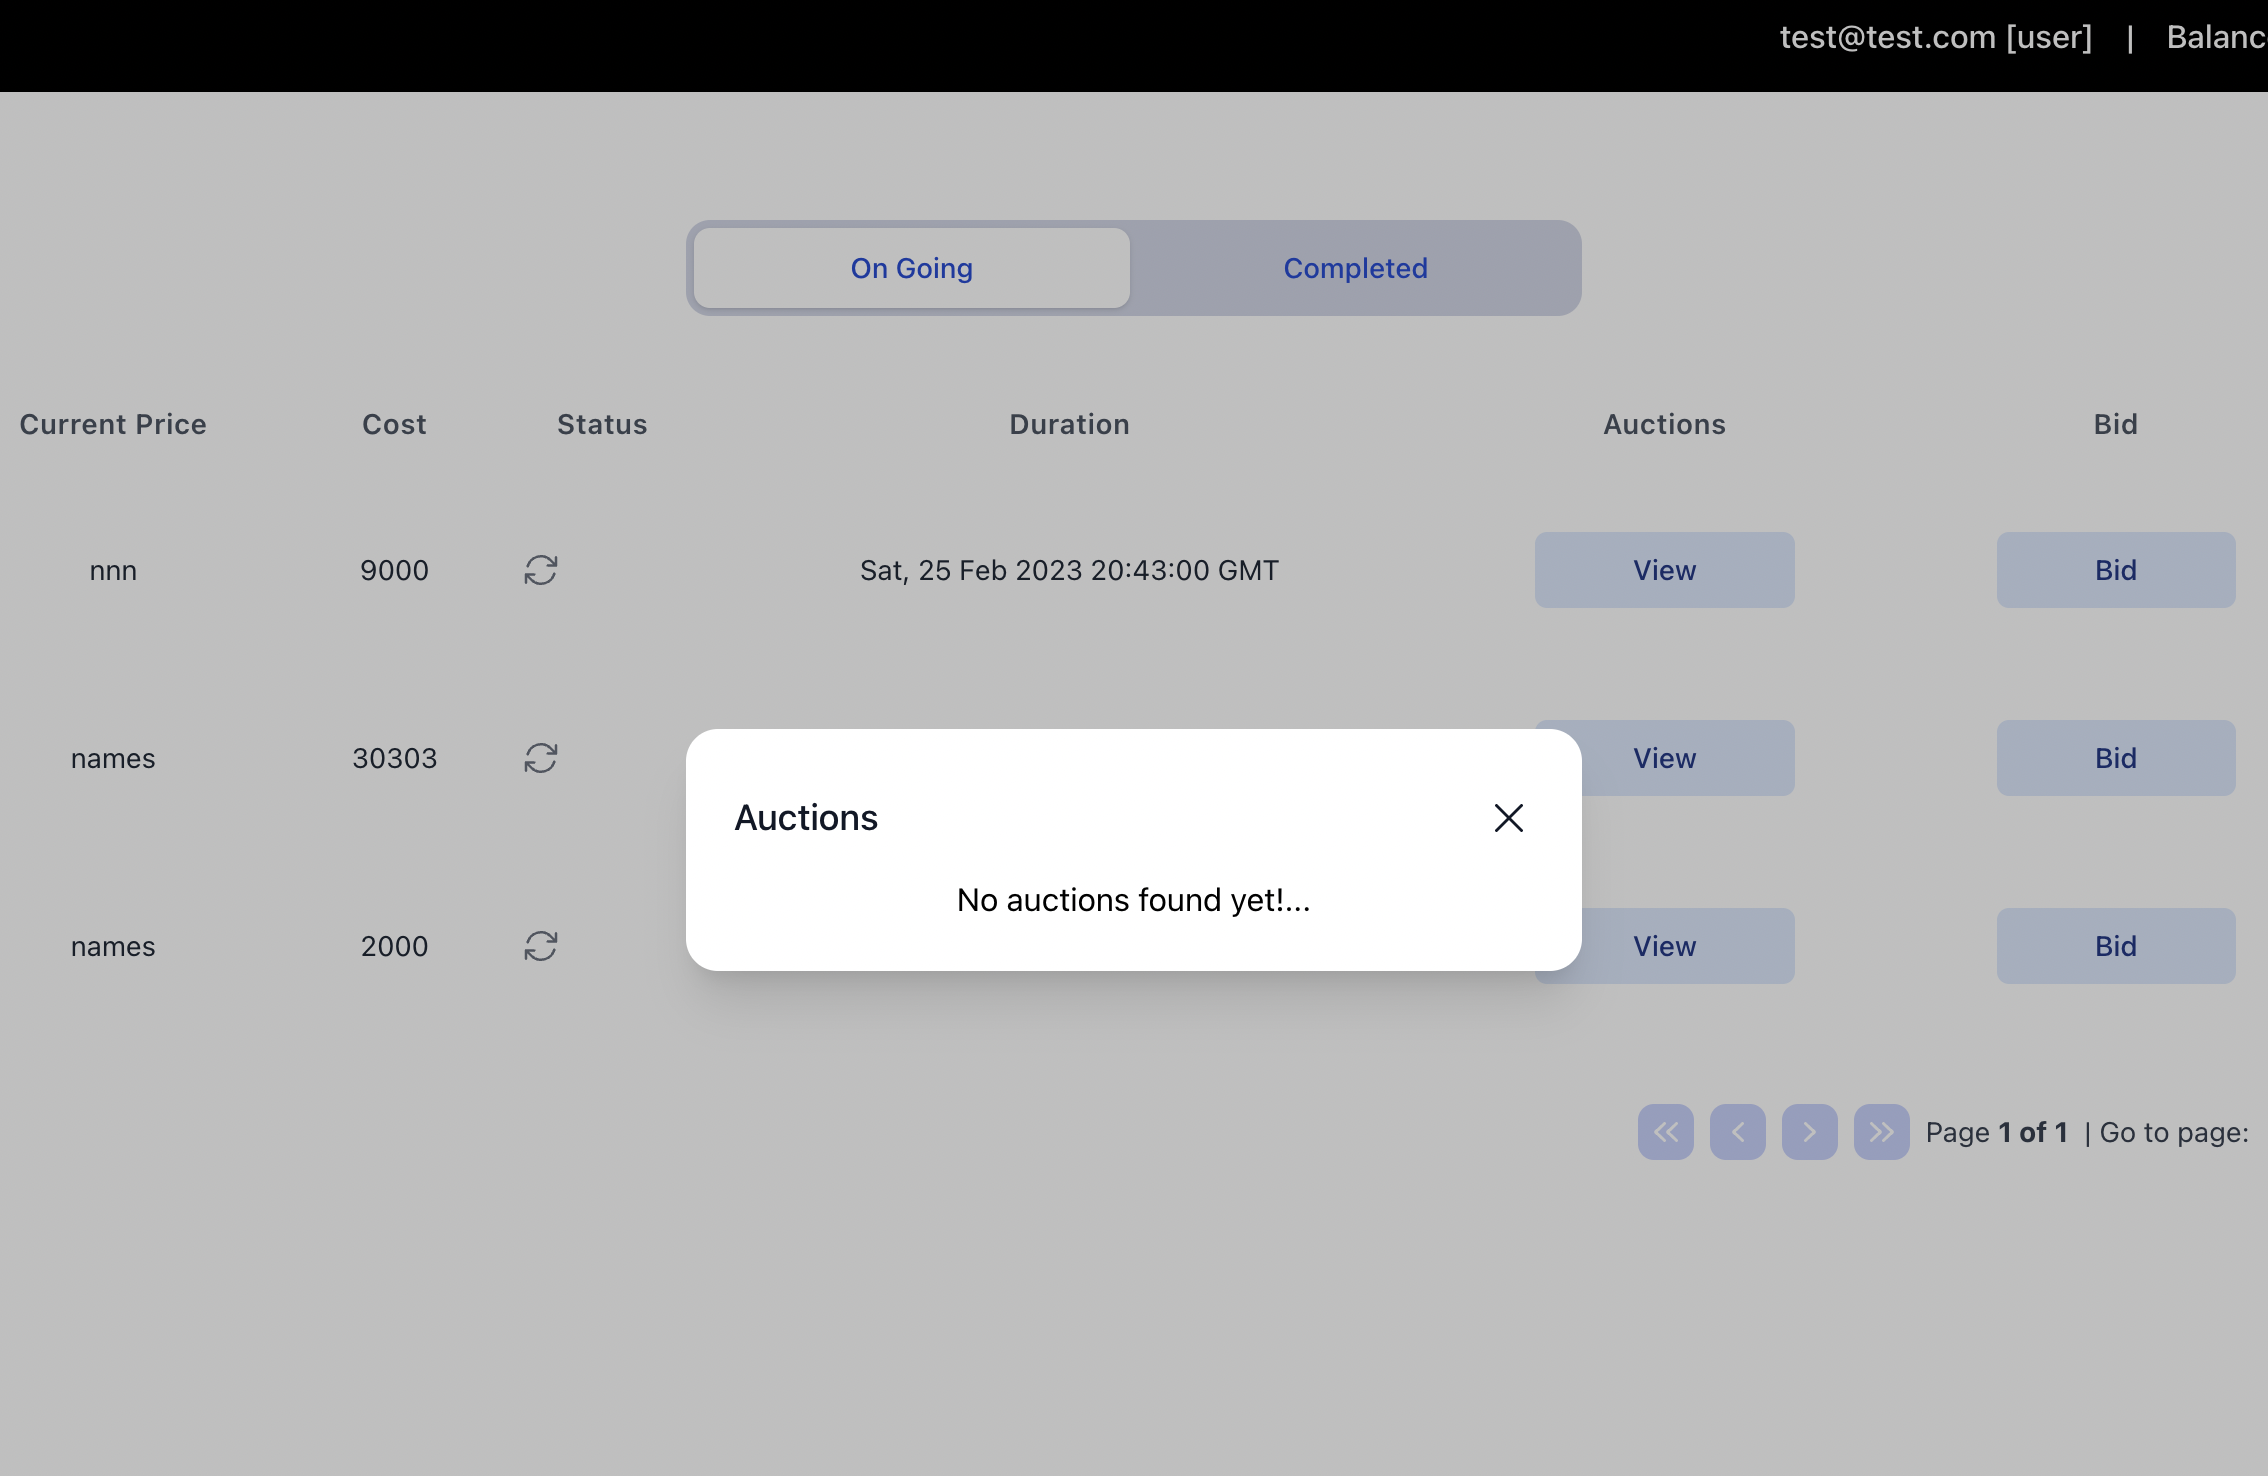 test@test.com [user] | Balanc
On Going Completed
Current Price Cost Status Duration Auctions Bid
nnn 9000 Sat, 25 Feb 2023 20:43:00 GMT View Bid
names 30303 View Bid
Auctions
No auctions found yet!...
names 2000 View Bid
Page 1 of 1 | Go to page: